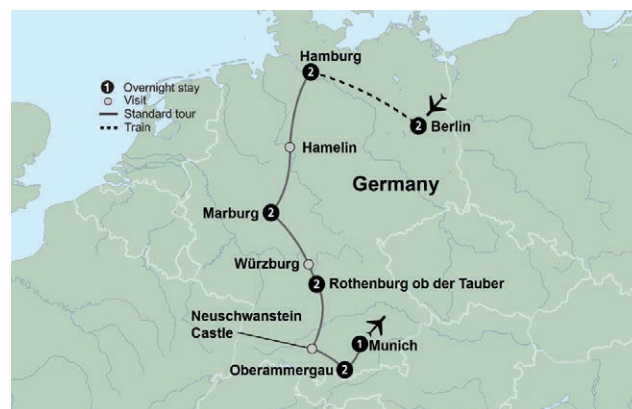 Hamburg
2
1 Overnight stay
Visit
Standard tour
Train
2 Berlin
Hamelin
Germany
Marburg 2
Würzburg
2 Rothenburg ob der Tauber
Neuschwanstein
Castle
1 Munich
Oberammergau 2